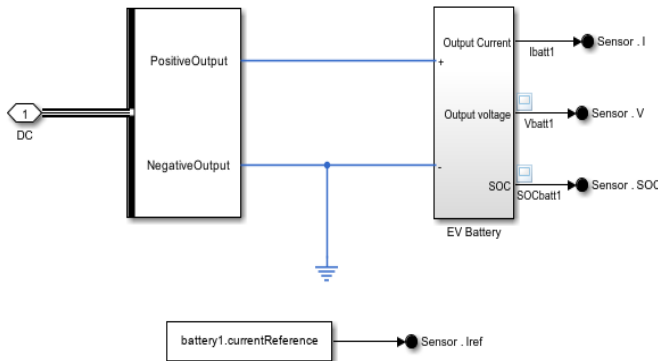 Output Current
Ibatt1
Sensor . I
PositiveOutput
+
1
DC
Output voltage
Vbatt1
Sensor . V
NegativeOutput
-
SOC
SOCbatt1
Sensor . SOC
EV Battery
battery1.currentReference
Sensor . Iref